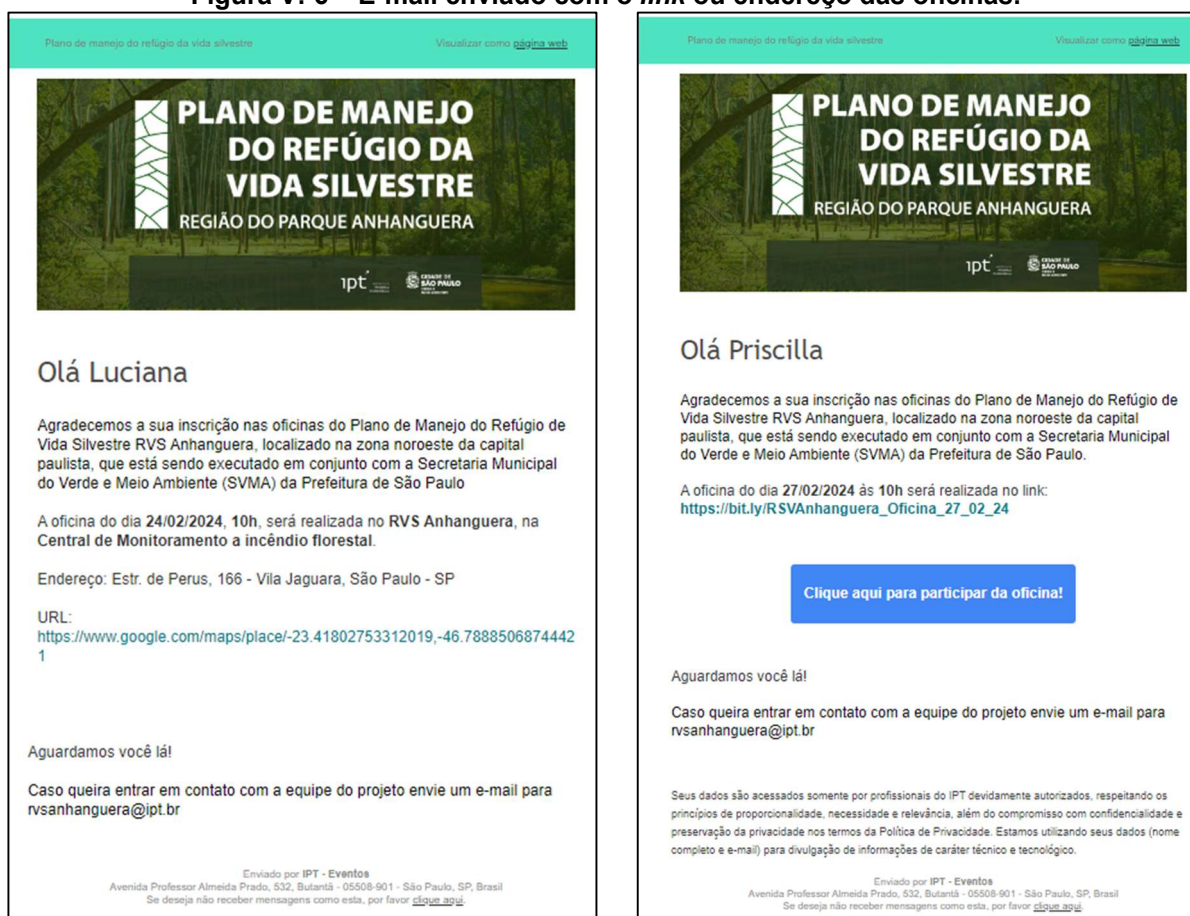 Figura V. 6 – E-mail enviado com o link ou endereço das oficinas.
Plano de manejo do refúgio da vida silvestre
Visualizar como página web
PLANO DE MANEJO
DO REFÚGIO DA
VIDA SILVESTRE
REGIÃO DO PARQUE ANHANGUERA
ipt
CIDADE DE
SÃO PAULO
Olá Luciana
Agradecemos a sua inscrição nas oficinas do Plano de Manejo do Refúgio de
Vida Silvestre RVS Anhanguera, localizado na zona noroeste da capital
paulista, que está sendo executado em conjunto com a Secretaria Municipal
do Verde e Meio Ambiente (SVMA) da Prefeitura de São Paulo
A oficina do dia 24/02/2024, 10h, será realizada no RVS Anhanguera, na
Central de Monitoramento a incêndio florestal.
Endereço: Estr. de Perus, 166 - Vila Jaguara, São Paulo - SP
URL:
https://www.google.com/maps/place/-23.41802753312019,-46.7888506874442
1
Aguardamos você lá!
Caso queira entrar em contato com a equipe do projeto envie um e-mail para
rvsanhanguera@ipt.br
Enviado por IPT - Eventos
Avenida Professor Almeida Prado, 532, Butantã - 05508-901 - São Paulo, SP, Brasil
Se deseja não receber mensagens como esta, por favor clique aqui.
Plano de manejo do refúgio da vida silvestre
Visualizar como página web
PLANO DE MANEJO
DO REFÚGIO DA
VIDA SILVESTRE
REGIÃO DO PARQUE ANHANGUERA
ipt
CIDADE DE
SÃO PAULO
Olá Priscilla
Agradecemos a sua inscrição nas oficinas do Plano de Manejo do Refúgio de
Vida Silvestre RVS Anhanguera, localizado na zona noroeste da capital
paulista, que está sendo executado em conjunto com a Secretaria Municipal
do Verde e Meio Ambiente (SVMA) da Prefeitura de São Paulo.
A oficina do dia 27/02/2024 às 10h será realizada no link:
https://bit.ly/RSVAnhanguera_Oficina_27_02_24
Clique aqui para participar da oficina!
Aguardamos você lá!
Caso queira entrar em contato com a equipe do projeto envie um e-mail para
rvsanhanguera@ipt.br
Seus dados são acessados somente por profissionais do IPT devidamente autorizados, respeitando os
princípios de proporcionalidade, necessidade e relevância, além do compromisso com confidencialidade e
preservação da privacidade nos termos da Política de Privacidade. Estamos utilizando seus dados (nome
completo e e-mail) para divulgação de informações de caráter técnico e tecnológico.
Enviado por IPT - Eventos
Avenida Professor Almeida Prado, 532, Butantã - 05508-901 - São Paulo, SP, Brasil
Se deseja não receber mensagens como esta, por favor clique aqui.